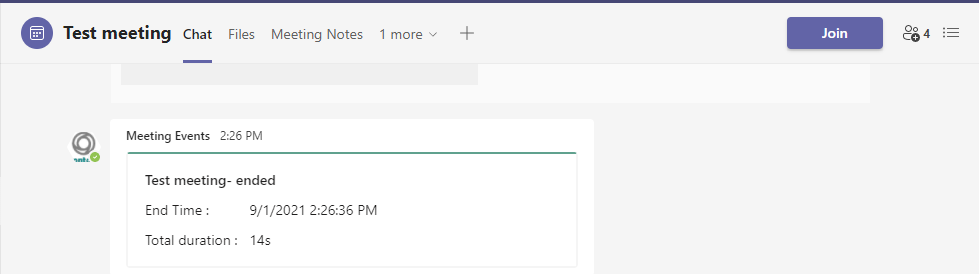 Test meeting Chat Files Meeting Notes 1 more Join 4
Meeting Events 2:26 PM
Test meeting- ended
End Time : 9/1/2021 2:26:36 PM
Total duration : 14s